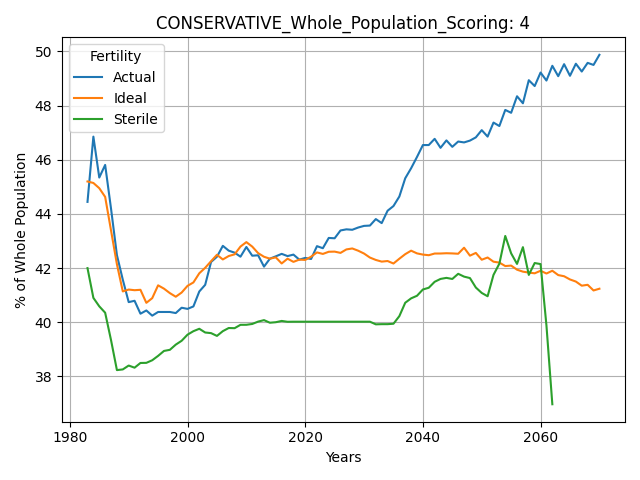 CONSERVATIVE_Whole_Population_Scoring: 4
Fertility
Actual
Ideal
Sterile
% of Whole Population
50
48
46
44
42
40
38
1980
2000
2020
2040
2060
Years